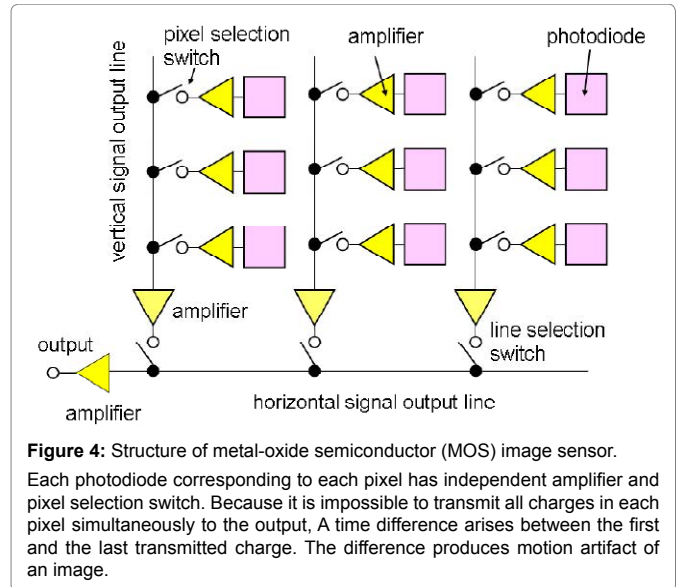 pixel selection
switch
amplifier
photodiode
vertical signal output line
amplifier
line selection
switch
output
amplifier
horizontal signal output line
Figure 4: Structure of metal-oxide semiconductor (MOS) image sensor.
Each photodiode corresponding to each pixel has independent amplifier and
pixel selection switch. Because it is impossible to transmit all charges in each
pixel simultaneously to the output, A time difference arises between the first
and the last transmitted charge. The difference produces motion artifact of
an image.